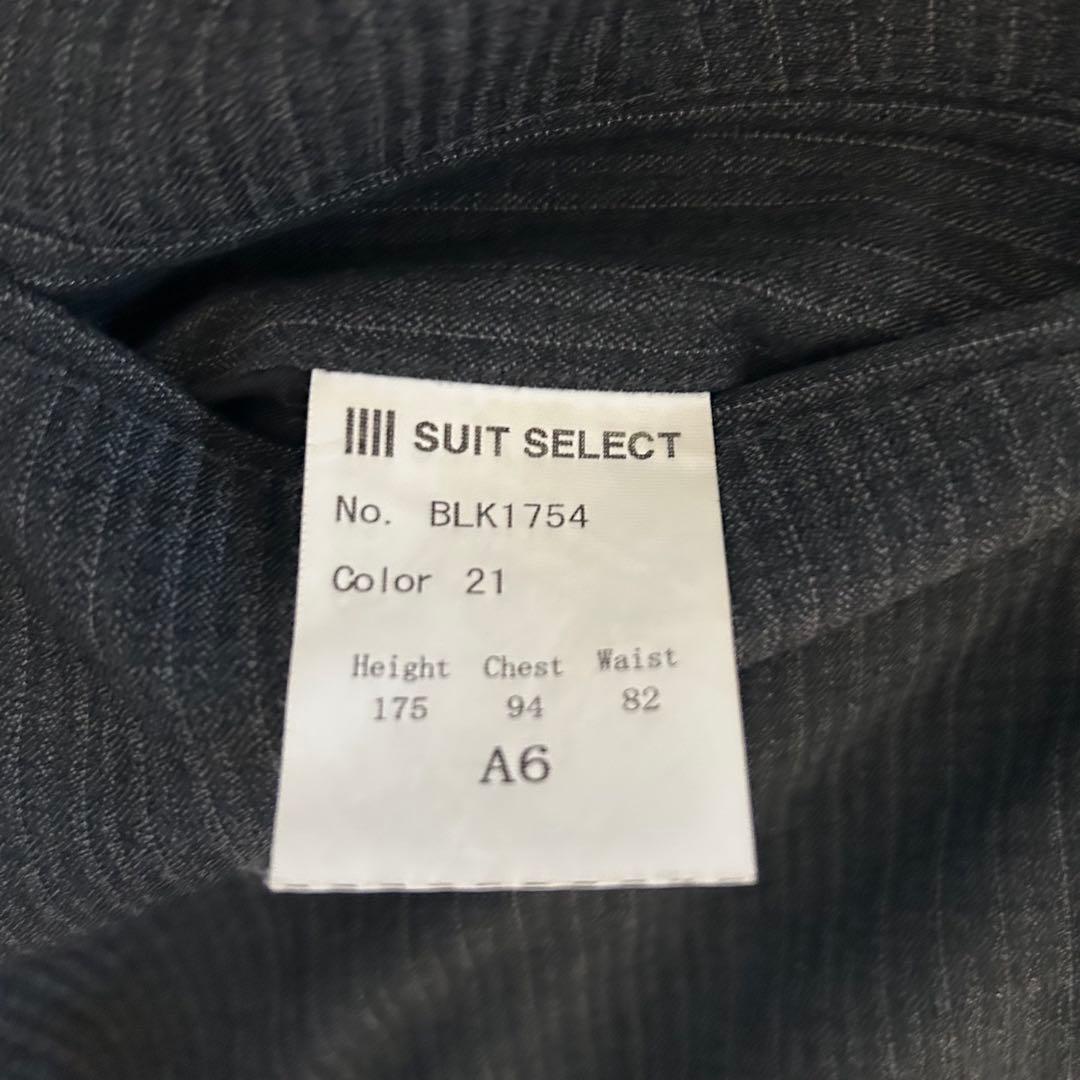 SUIT SELECT
No. BLK1754
Color 21
Height Chest Waist
175 94 82
A6